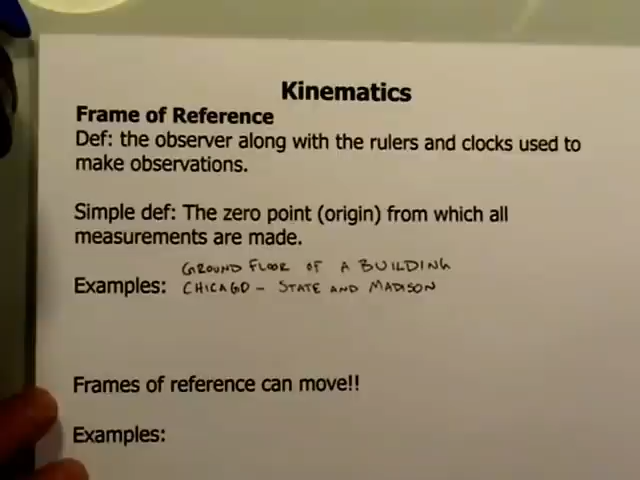 Kinematics
Frame of Reference
Def: the observer along with the rulers and clocks used to
make observations.
Simple def: The zero point (origin) from which all
measurements are made.
GROUND FLOOR OF A BUILDING
Examples: CHICAGO - STATE AND MADISON
Frames of reference can move!!
Examples: